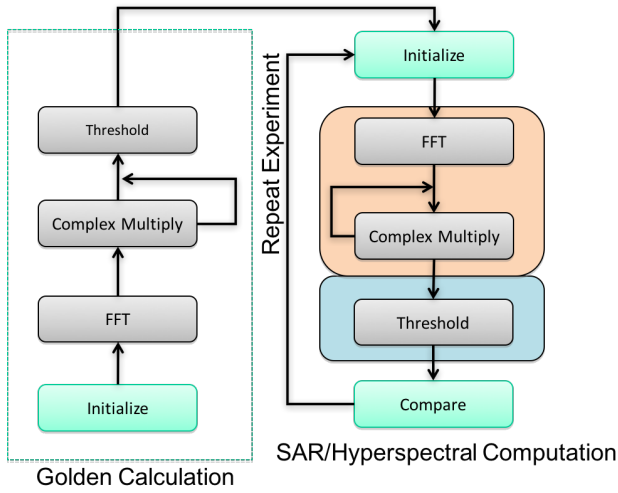 Threshold
Complex Multiply
FFT
Initialize
Golden Calculation
Repeat Experiment
Initialize
FFT
Complex Multiply
Threshold
Compare
SAR/Hyperspectral Computation